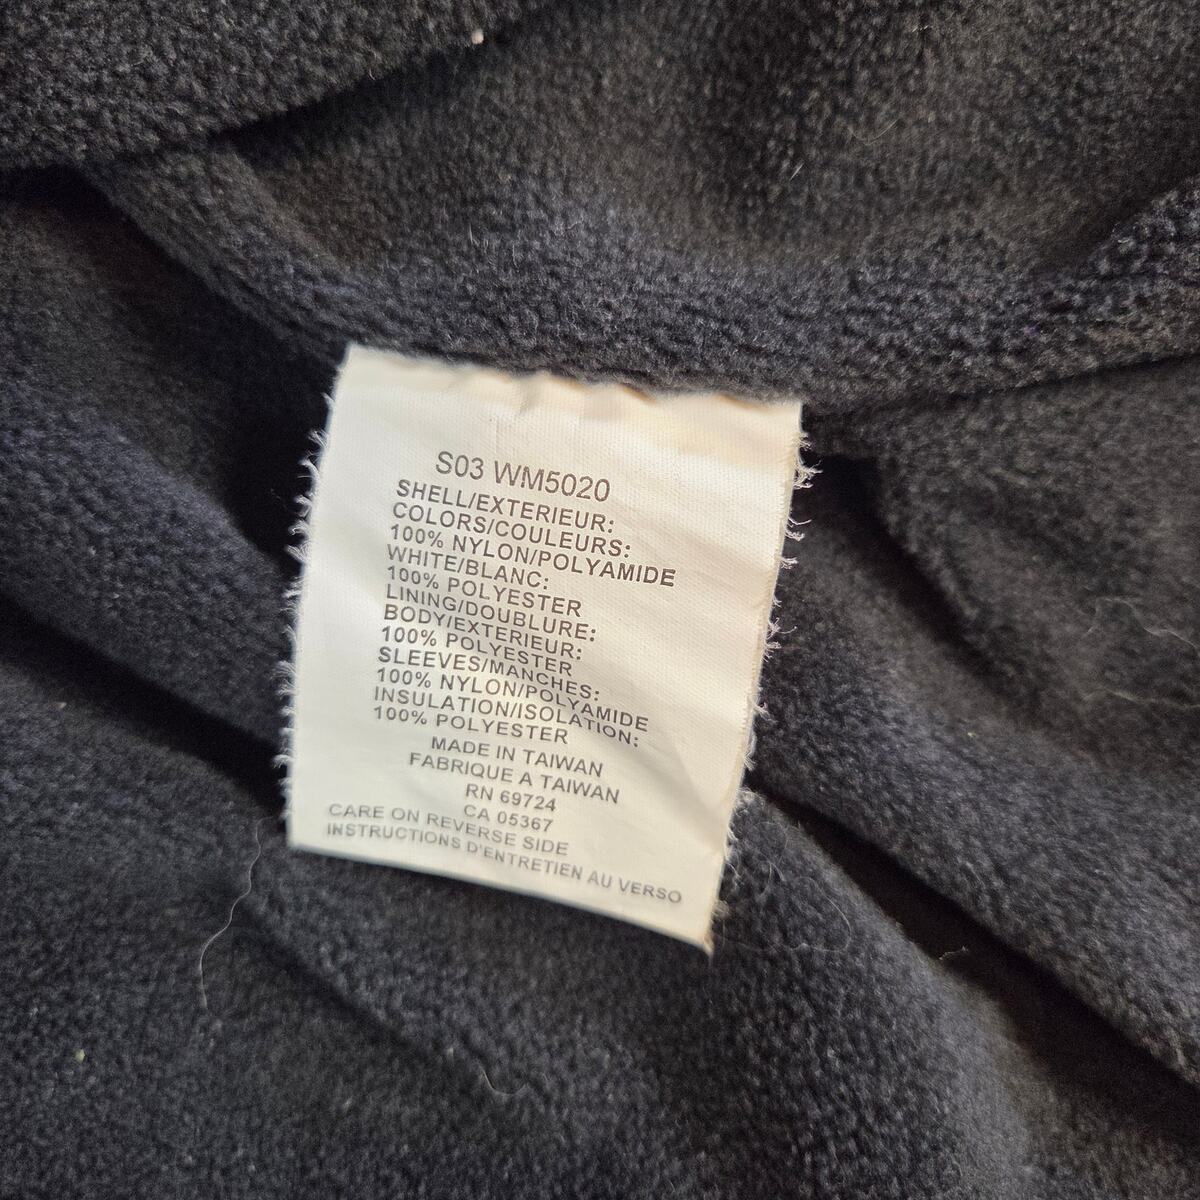 S03 WM5020
SHELL/EXTERIEUR:
COLORS/COULEURS:
100% NYLON/POLYAMIDE
WHITE/BLANC:
100% POLYESTER
LINING/DOUBLURE:
BODY/EXTERIEUR:
100% POLYESTER
SLEEVES/MANCHES:
100% NYLON/POLYAMIDE
INSULATION/ISOLATION:
100% POLYESTER
MADE IN TAIWAN
FABRIQUE A TAIWAN
RN 69724
CA 05367
CARE ON REVERSE SIDE
INSTRUCTIONS D'ENTRETIEN AU VERSO